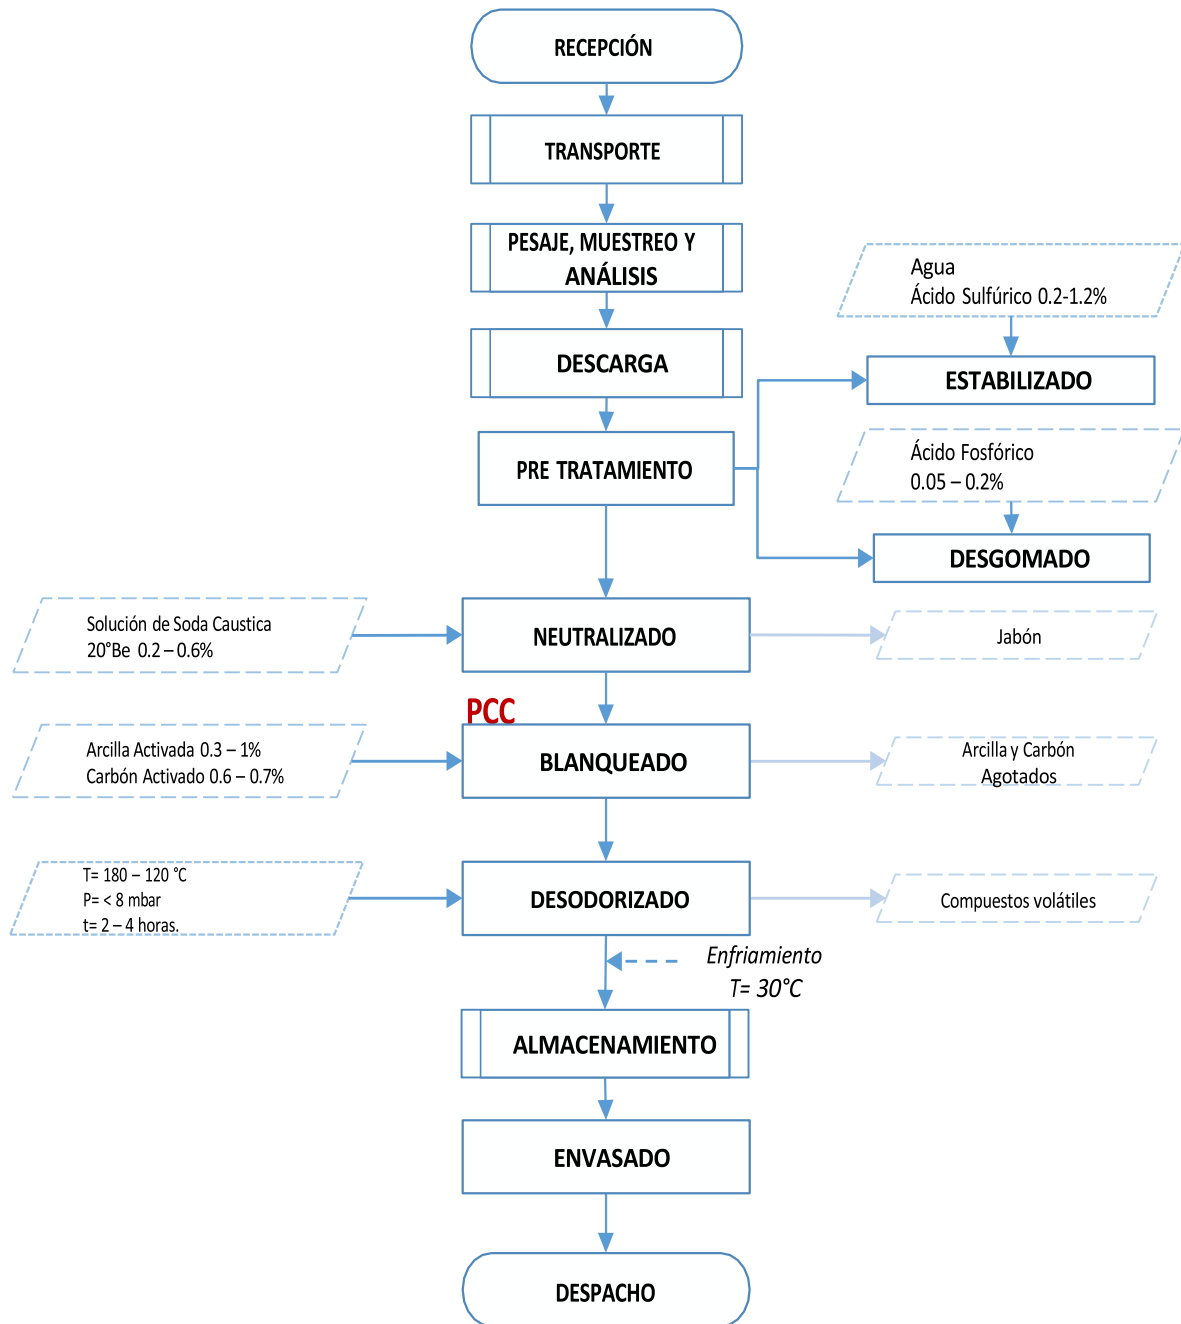 RECEPCIÓN
TRANSPORTE
PESAJE, MUESTREO Y
ANÁLISIS
Agua
Ácido Sulfúrico 0.2-1.2%
DESCARGA
ESTABILIZADO
PRE TRATAMIENTO
Ácido Fosfórico
0.05 – 0.2%
DESGOMADO
Solución de Soda Caustica
20°Be 0.2 – 0.6%
NEUTRALIZADO
Jabón
PCC
Arcilla Activada 0.3 – 1%
Carbón Activado 0.6 – 0.7%
BLANQUEADO
Arcilla y Carbón
Agotados
T= 180 – 120 °C
P= < 8 mbar
t= 2 – 4 horas.
DESODORIZADO
Compuestos volátiles
Enfriamiento
T= 30°C
ALMACENAMIENTO
ENVASADO
DESPACHO